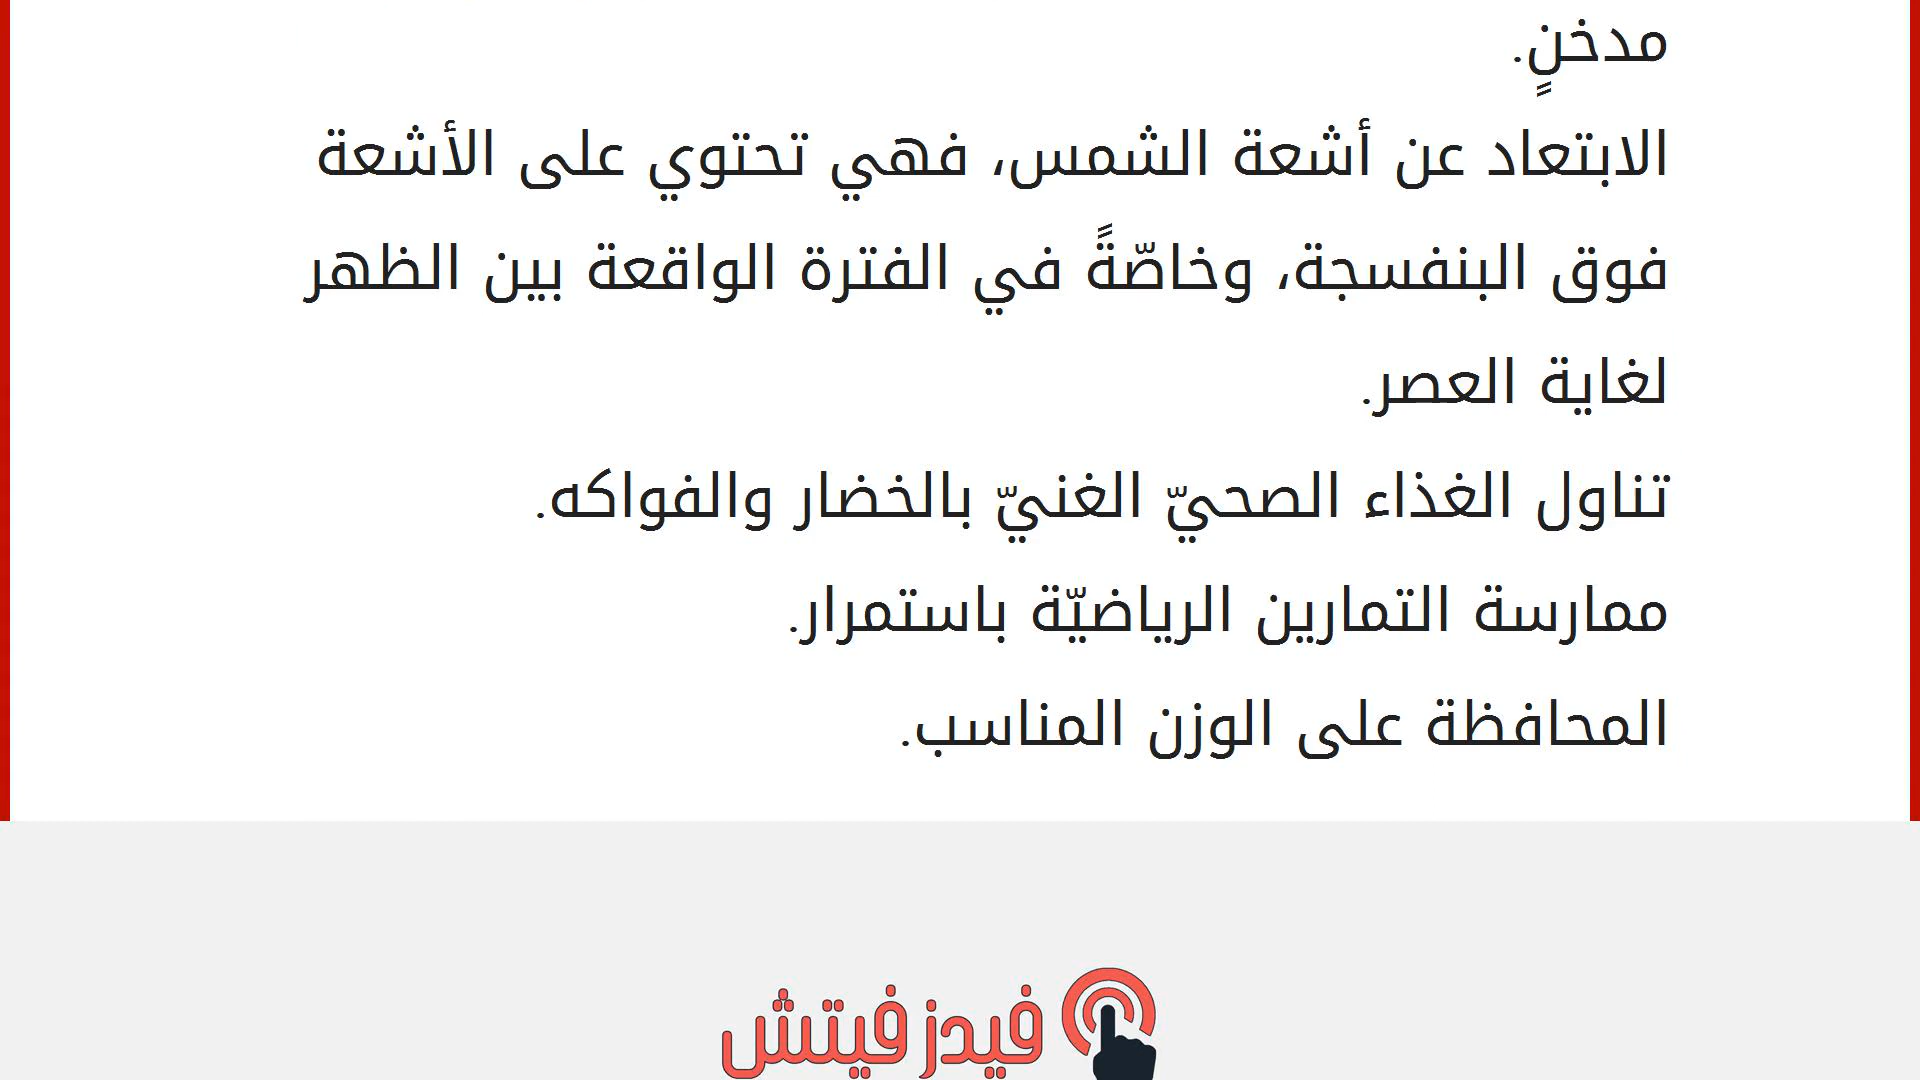 مدخنٍ.
الابتعاد عن أشعة الشمس، فهي تحتوي على الأشعة
فوق البنفسجة، وخاصّةً في الفترة الواقعة بين الظهر
لغاية العصر.
تناول الغذاء الصحيّ الغنيّ بالخضار والفواكه.
ممارسة التمارين الرياضيّة باستمرار.
المحافظة على الوزن المناسب.
فيدز فيتش